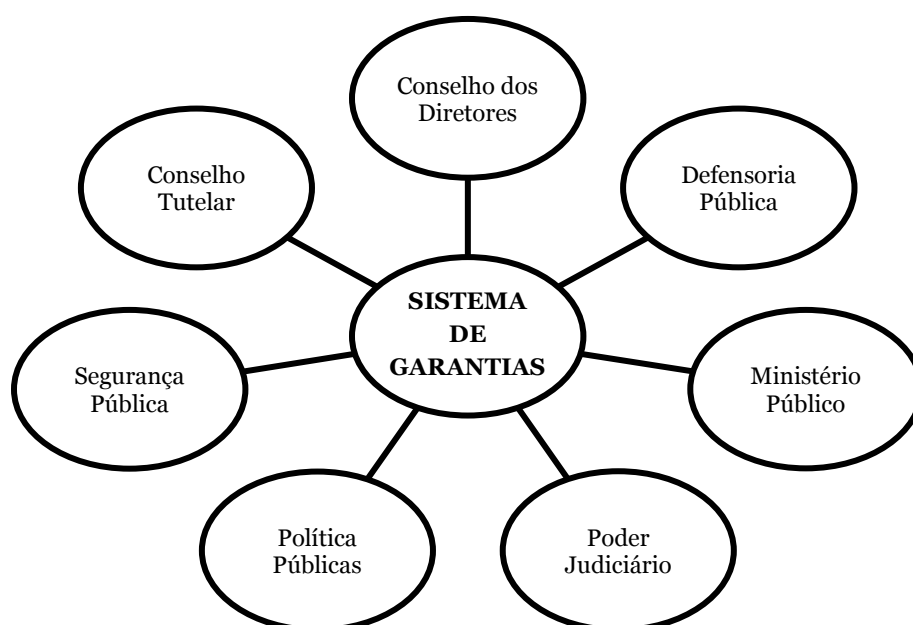 Conselho dos
Diretores
Conselho
Tutelar
Defensoria
Pública
SISTEMA
DE
GARANTIAS
Segurança
Pública
Ministério
Público
Política
Públicas
Poder
Judiciário